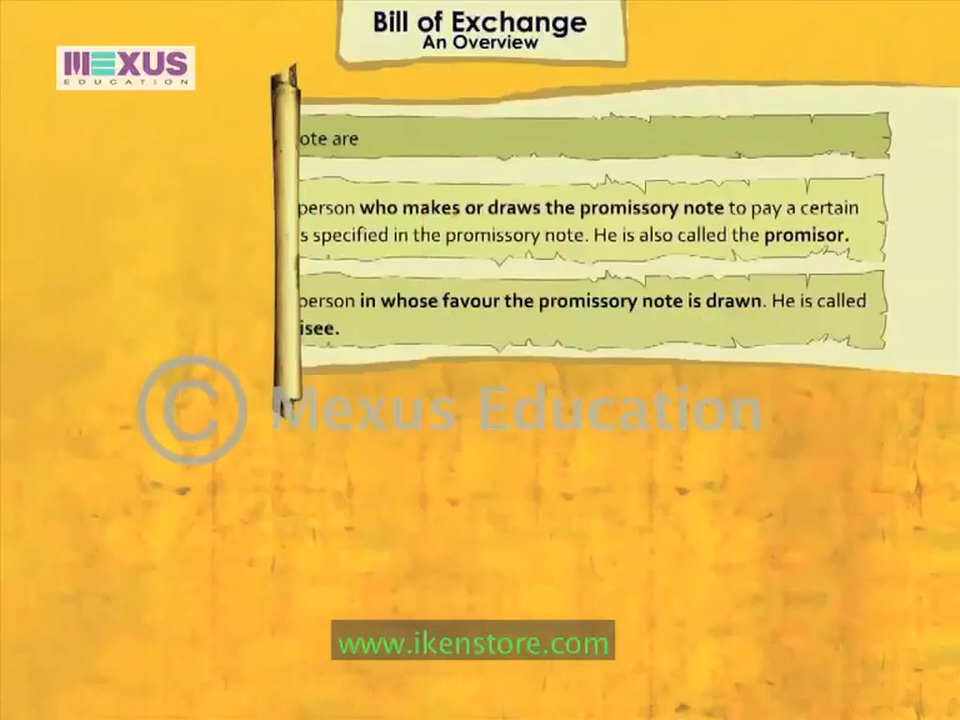 Bill of Exchange
An Overview
MEXUS
EDUCATION
ote are
person who makes or draws the promissory note to pay a certain
s specified in the promissory note. He is also called the promisor.
person in whose favour the promissory note is drawn. He is called
isee.
© Mexus Education
www.ikenstore.com